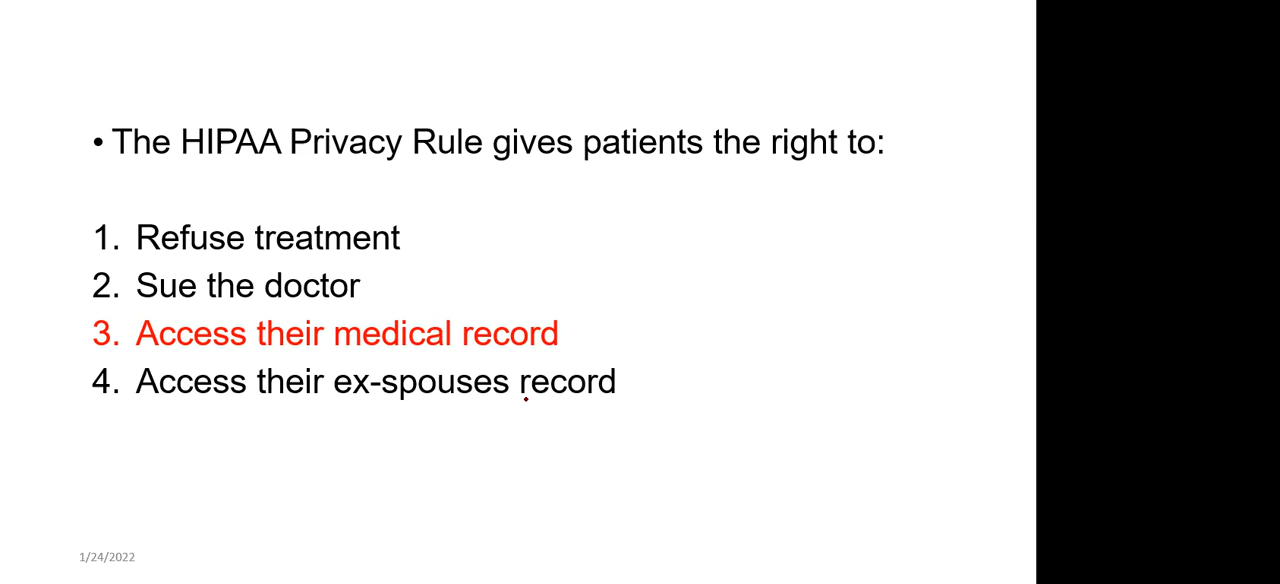 • The HIPAA Privacy Rule gives patients the right to:
1. Refuse treatment
2. Sue the doctor
3. Access their medical record
4. Access their ex-spouses record
1/24/2022